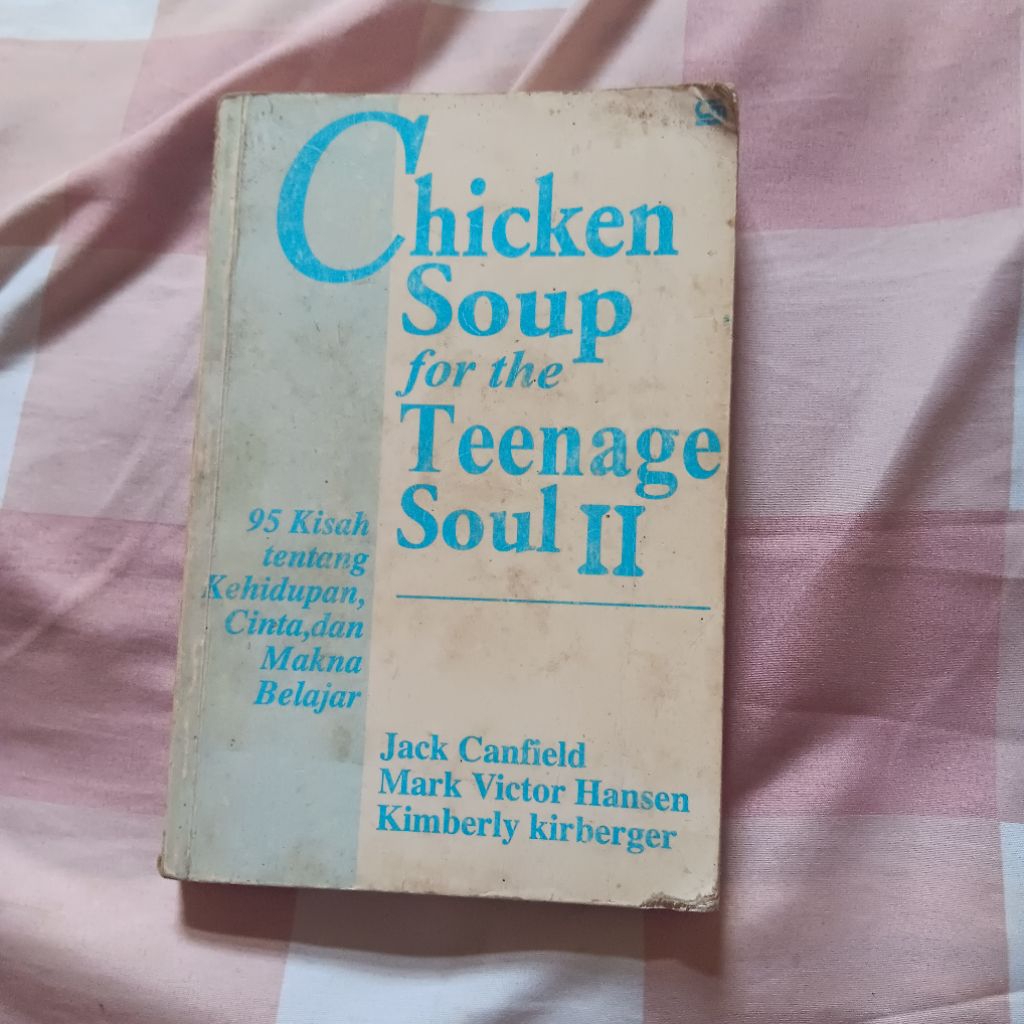 Chicken
Soup
for the
Teenage
Soul II
95 Kisah
tentang
Kehidupan,
Cinta,dan
Makna
Belajar
Jack Canfield
Mark Victor Hansen
Kimberly kirberger